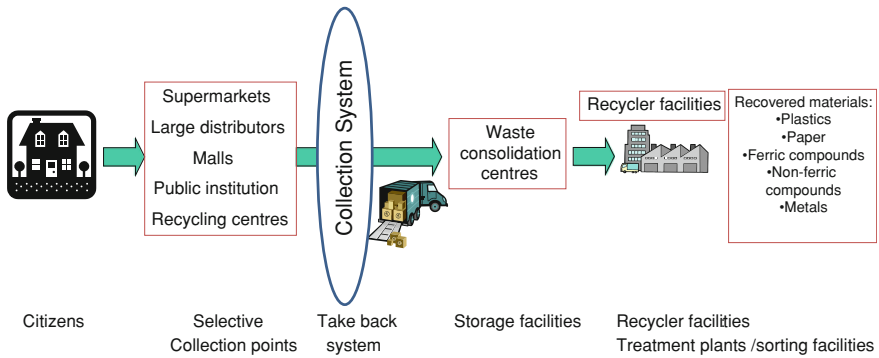 Supermarkets
Large distributors
Malls
Public institution
Recycling centres
Collection System
Waste
consolidation
centres
Recycler facilities
Recovered materials:
•Plastics
•Paper
•Ferric compounds
•Non-ferric
compounds
•Metals
Citizens
Selective
Collection points
Take back
system
Storage facilities
Recycler facilities
Treatment plants /sorting facilities